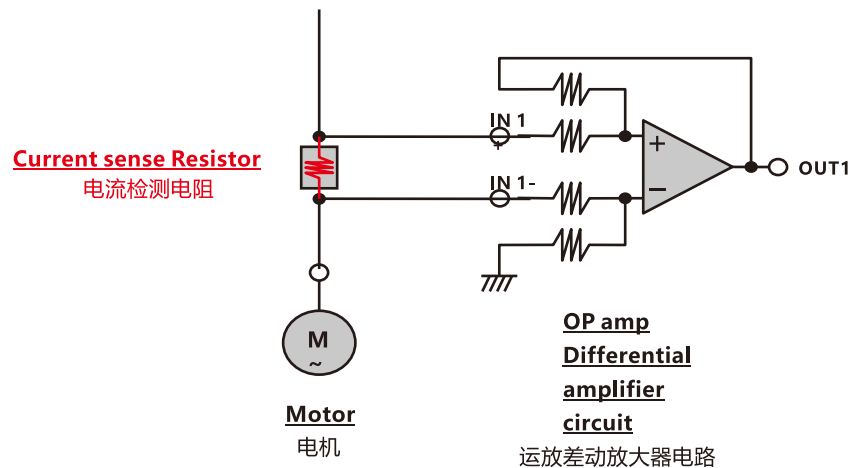 IN 1
+
Current sense Resistor
电流检测电阻
IN 1-
+
−
OUT1
M
~
Motor
电机
OP amp
Differential
amplifier
circuit
运放差动放大器电路